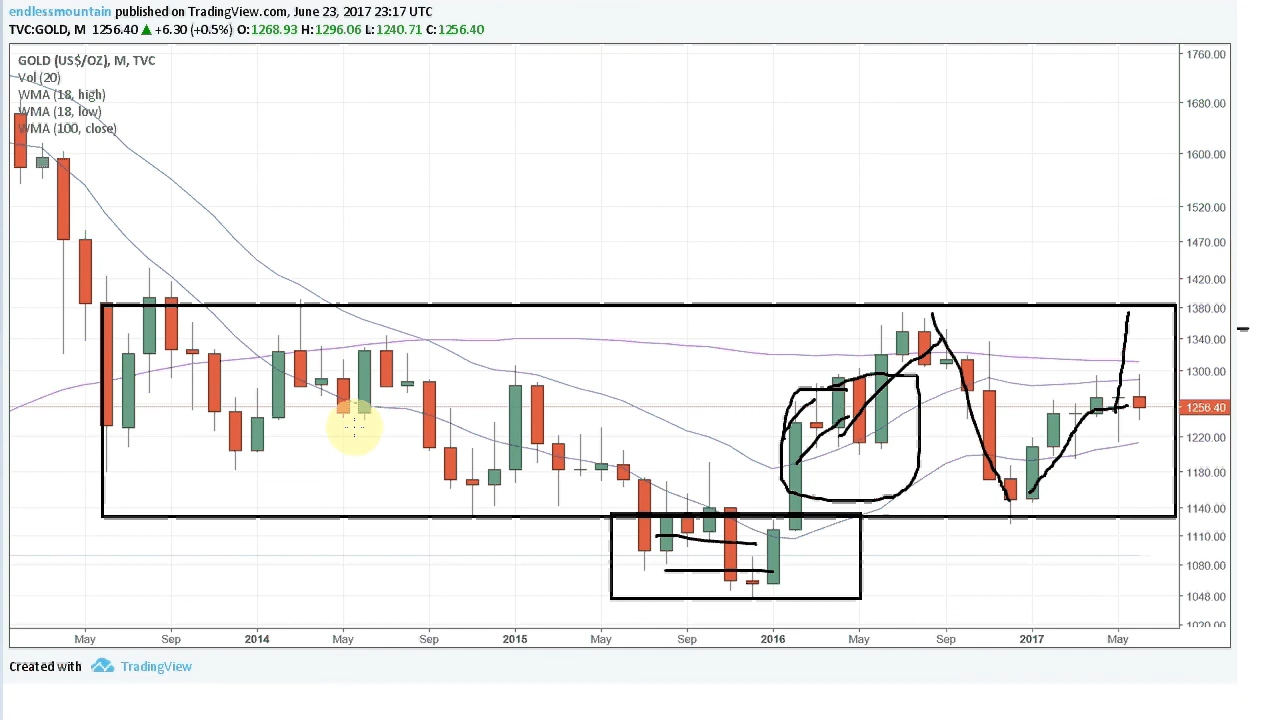 endlessmountain published on TradingView.com, June 23, 2017 23:17 UTC
TVC:GOLD, M 1256.40 ▲ +6.30 (+0.5%) O:1268.93 H:1296.06 L:1240.71 C:1256.40
GOLD (US$/OZ), M, TVC
Vol (20)
WMA (18, high)
WMA (18, low)
WMA (100, close)
1760.00
1680.00
1600.00
1520.00
1470.00
1420.00
1380.00
1340.00
1300.00
1256.40
1220.00
1180.00
1140.00
1110.00
1080.00
1048.00
1020.00
May Sep 2014 May Sep 2015 May Sep 2016 May Sep 2017 May
Created with TradingView